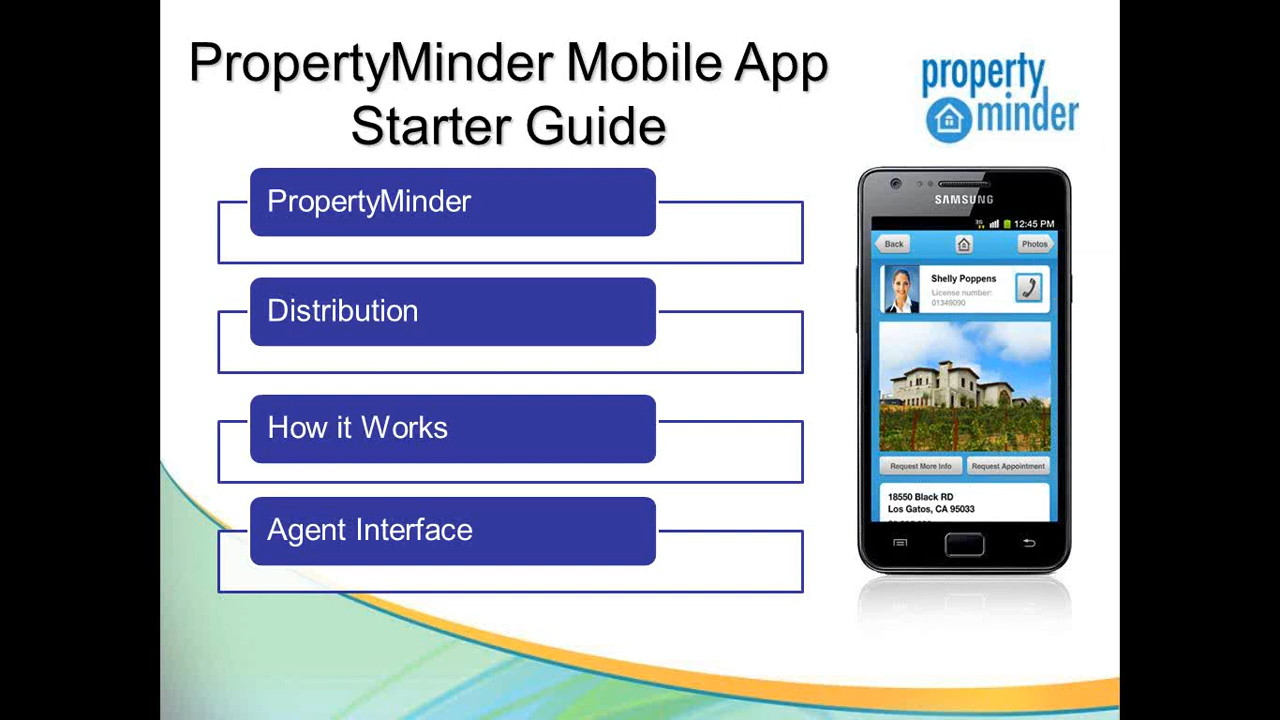 PropertyMinder Mobile App
Starter Guide
property
minder
PropertyMinder
Distribution
How it Works
Agent Interface
SAMSUNG
3G
12:45 PM
Back
Photos
Shelly Poppens
License number:
01349090
Request More Info
Request Appointment
18550 Black RD
Los Gatos, CA 95033